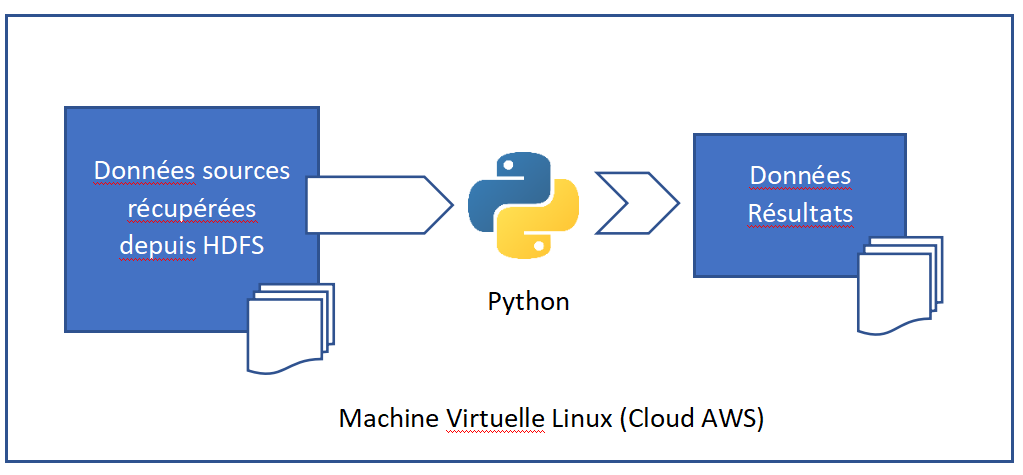 Données sources
récupérées
depuis HDFS
Python
Données
Résultats
Machine Virtuelle Linux (Cloud AWS)